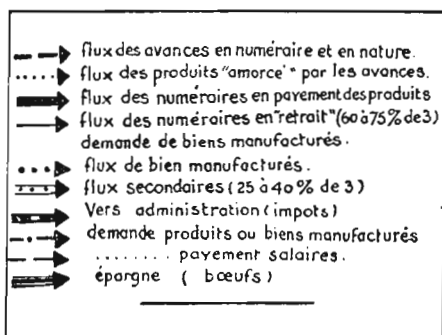 flux des avances en numéraire et en nature.
flux des produits "amorce" par les avances.
flux des numéraires en payement des produits
flux des numéraires en "retrait" (60 à 75% de 3)
demande de biens manufacturés.
flux de bien manufacturés.
flux secondaires (25 à 40% de 3)
Vers administration (impots)
demande produits ou biens manufacturés
........ payement salaires.
épargne ( bœufs )